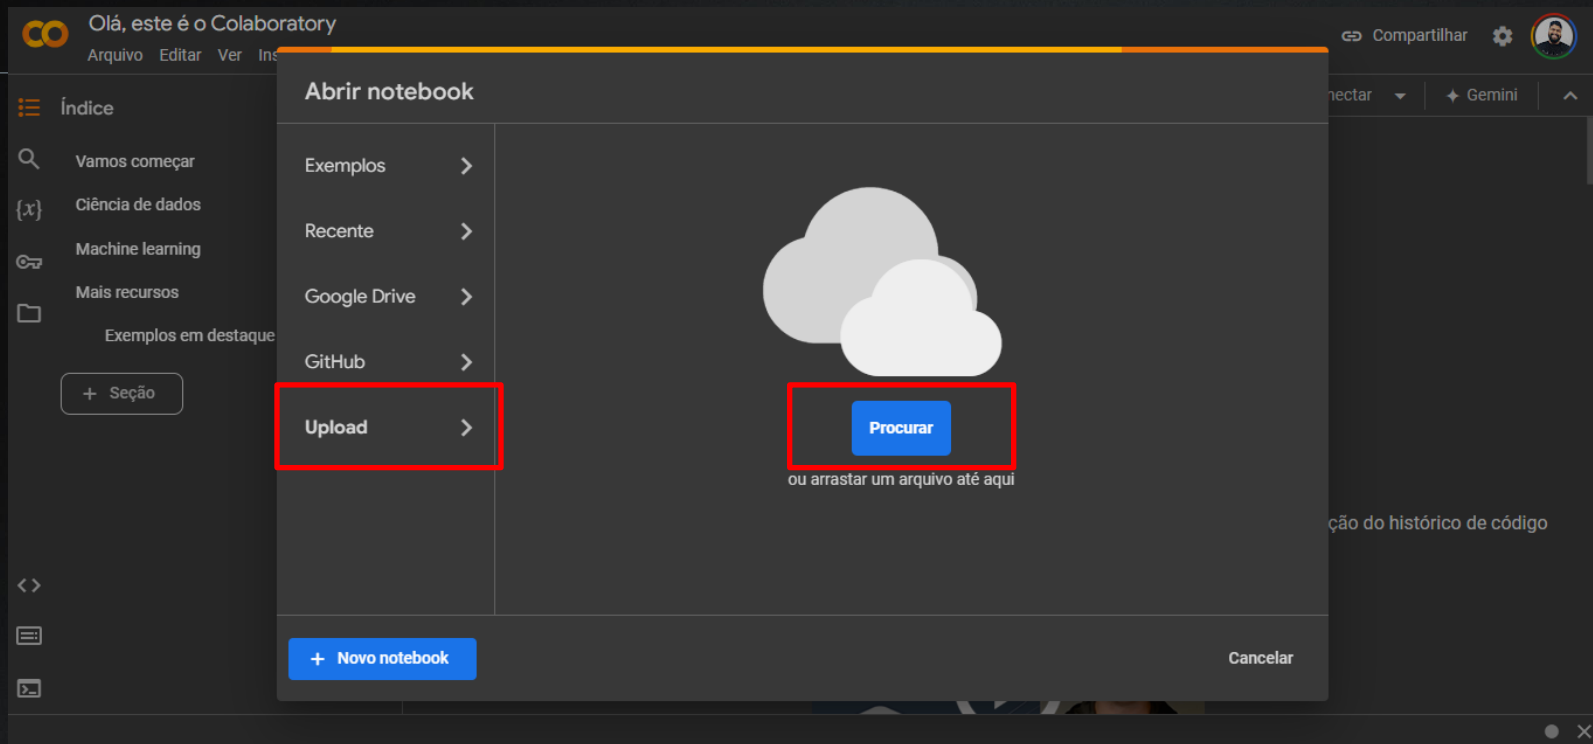 Olá, este é o Colaboratory
Compartilhar
Arquivo Editar Ver
Abrir notebook
Gemini
Índice
Vamos começar
Ciência de dados
Machine learning
Mais recursos
Exemplos em destaque
+ Seção
Exemplos
Recente
Google Drive
GitHub
Upload
Procurar
ou arrastar um arquivo até aqui
do histórico de código
+ Novo notebook
Cancelar